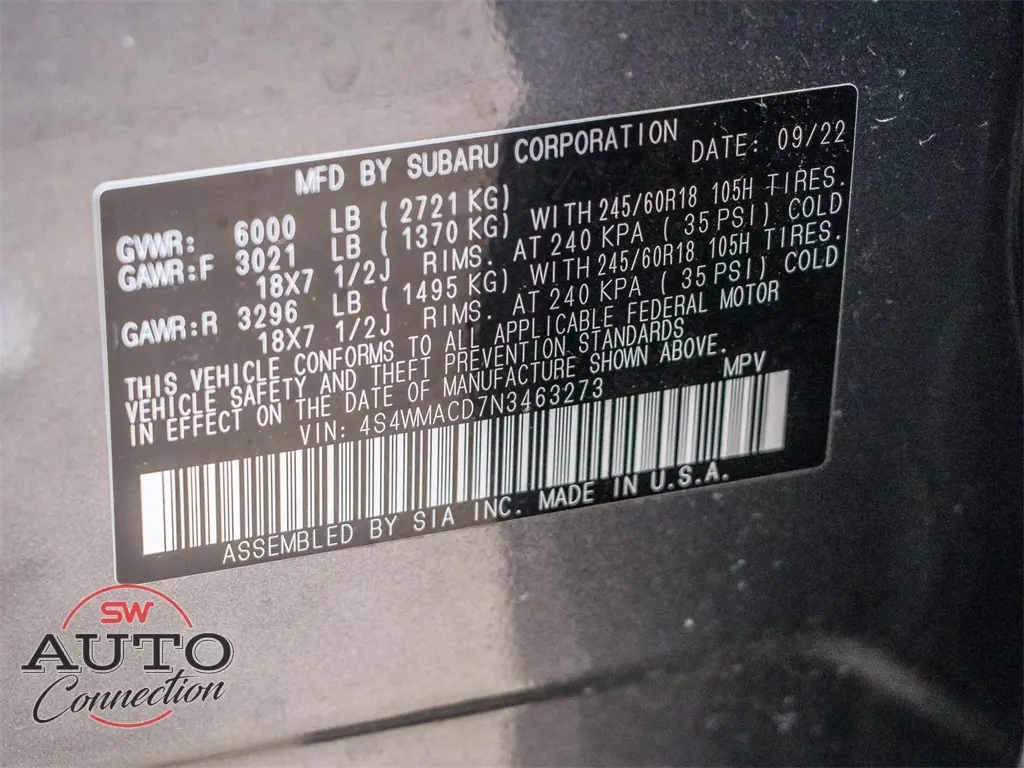 MFD BY SUBARU CORPORATION DATE: 09/22
GVWR: 6000 LB ( 2721 KG)
GAWR:F 3021 LB ( 1370 KG) WITH 245/60R18 105H TIRES.
18X7 1/2J RIMS. AT 240 KPA ( 35 PSI) COLD
GAWR:R 3296 LB ( 1495 KG) WITH 245/60R18 105H TIRES.
18X7 1/2J RIMS. AT 240 KPA ( 35 PSI) COLD
THIS VEHICLE CONFORMS TO ALL APPLICABLE FEDERAL MOTOR
VEHICLE SAFETY AND THEFT PREVENTION STANDARDS
IN EFFECT ON THE DATE OF MANUFACTURE SHOWN ABOVE.
VIN: 4S4WMACD7N3463273 MPV
ASSEMBLED BY SIA INC. MADE IN U.S.A.
SW
AUTO
Connection